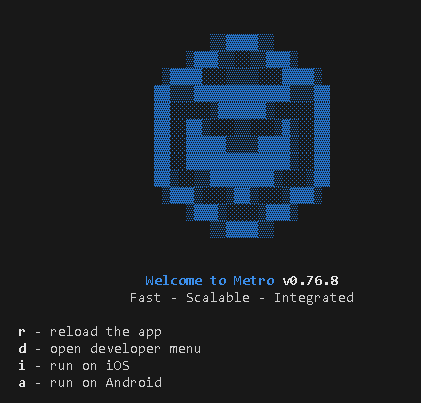 Welcome to Metro v0.76.8
Fast - Scalable - Integrated
r - reload the app
d - open developer menu
i - run on iOS
a - run on Android